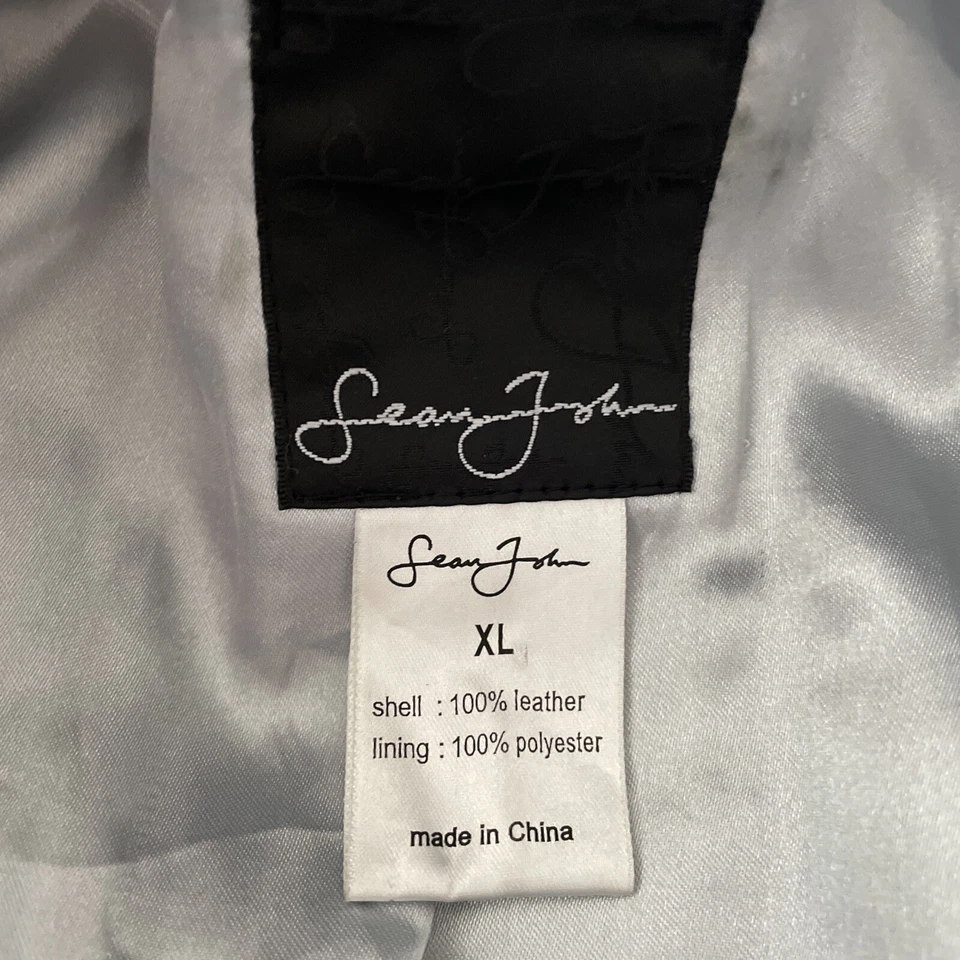 Sean John
Sean John
XL
shell : 100% leather
lining : 100% polyester
made in China